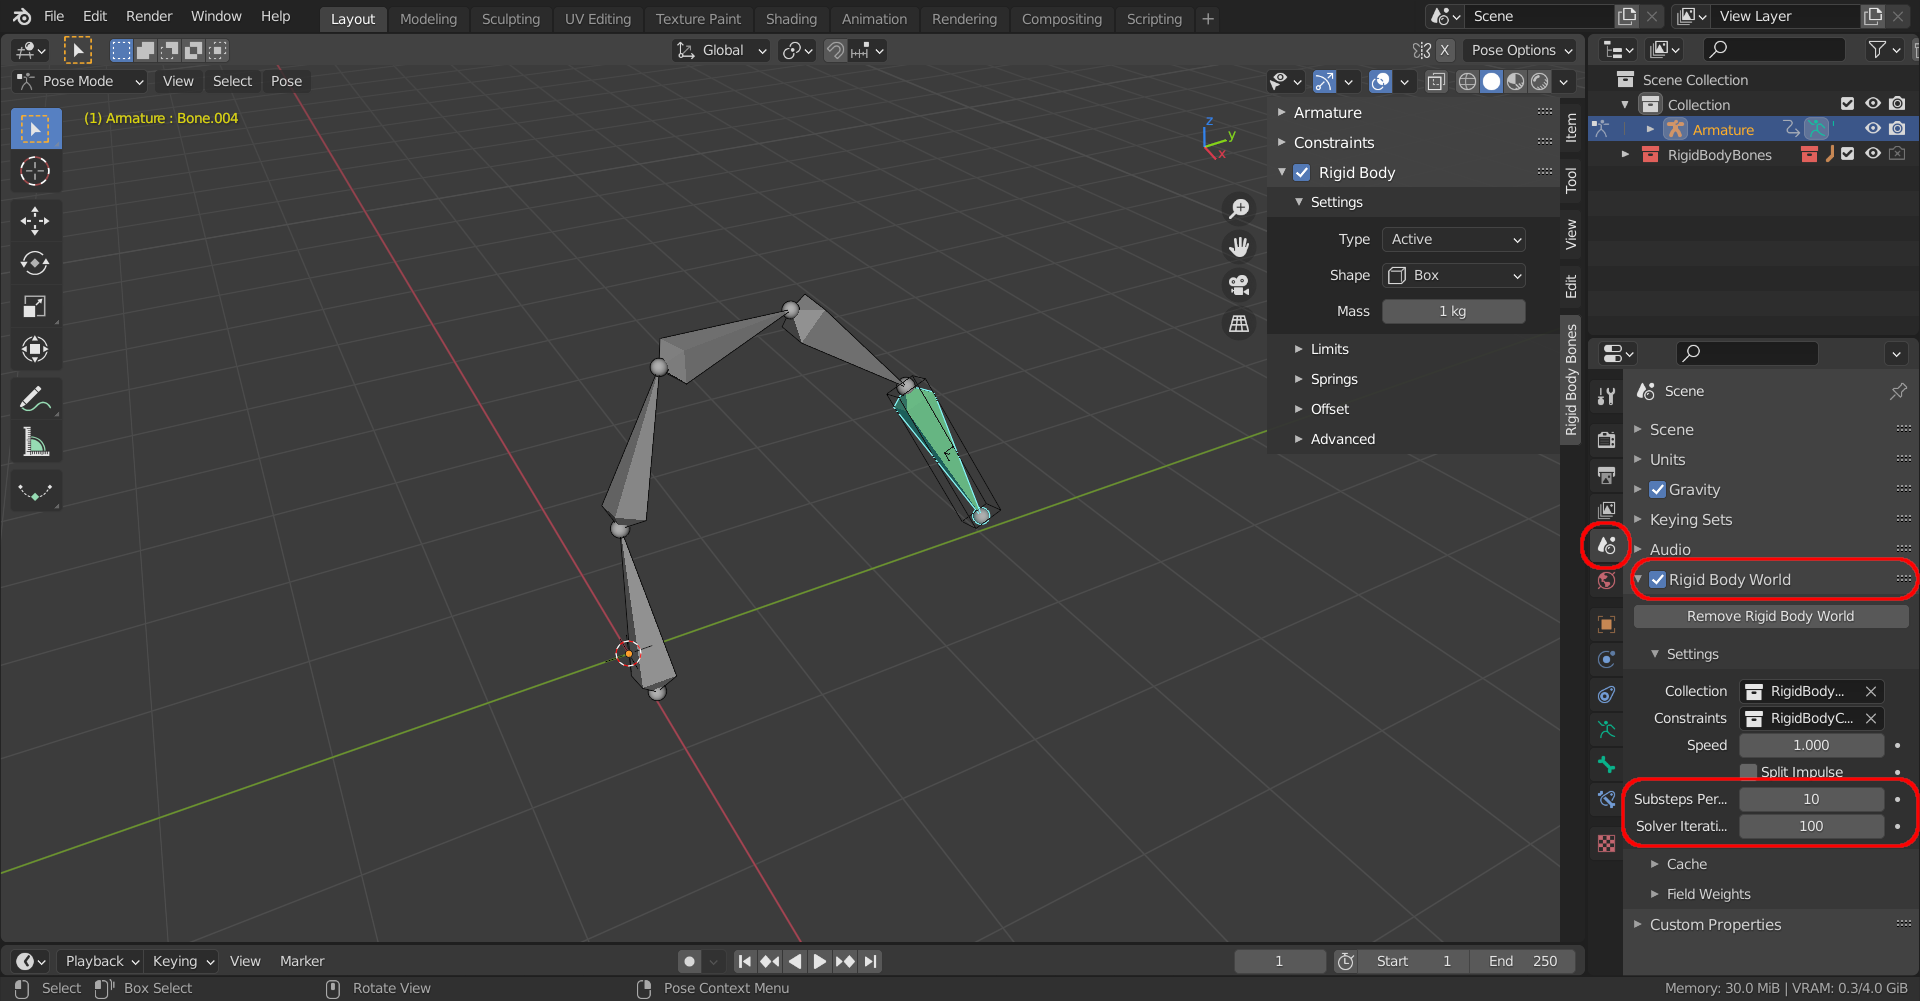 File Edit Render Window Help Layout Modeling Sculpting UV Editing Texture Paint Shading Animation Rendering Compositing Scripting + Scene View Layer
Global X Pose Options
Pose Mode View Select Pose
(1) Armature : Bone.004
z
y
x
Armature
Constraints
Rigid Body
Settings
Type Active
Shape Box
Mass 1 kg
Limits
Springs
Offset
Advanced
Item
Tool
View
Edit
Rigid Body Bones
Scene Collection
Collection
Armature
RigidBodyBones
Scene
Scene
Units
Gravity
Keying Sets
Audio
Rigid Body World
Remove Rigid Body World
Settings
Collection RigidBody...
Constraints RigidBodyC...
Speed 1.000
Split Impulse
Substeps Per... 10
Solver Iterati... 100
Cache
Field Weights
Custom Properties
Playback Keying View Marker 1 Start 1 End 250
Select Box Select Rotate View Pose Context Menu Memory: 30.0 MiB | VRAM: 0.3/4.0 GiB